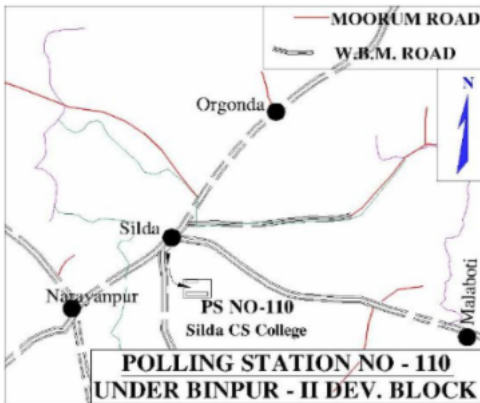 MOORUM ROAD
W.B.M. ROAD
N
Orgonda
Silda
Narayanpur
PS NO-110
Silda CS College
Malaboti
POLLING STATION NO - 110
UNDER BINPUR - II DEV. BLOCK